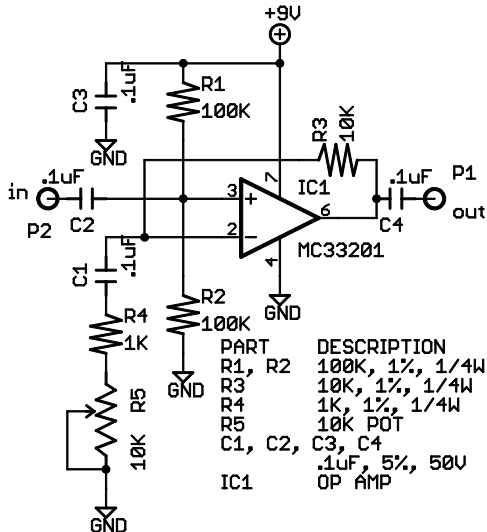 +9V
C3
.1uF
GND
R1
100K
R3
10K
in
.1uF
P2
C2
3
+
2
-
7
IC1
6
4
MC33201
.1uF
P1
C4
out
C1
.1uF
R4
1K
R2
100K
GND
GND
R5
10K
GND
PART DESCRIPTION
R1, R2 100K, 1%, 1/4W
R3 10K, 1%, 1/4W
R4 1K, 1%, 1/4W
R5 10K POT
C1, C2, C3, C4
.1uF, 5%, 50V
IC1 OP AMP